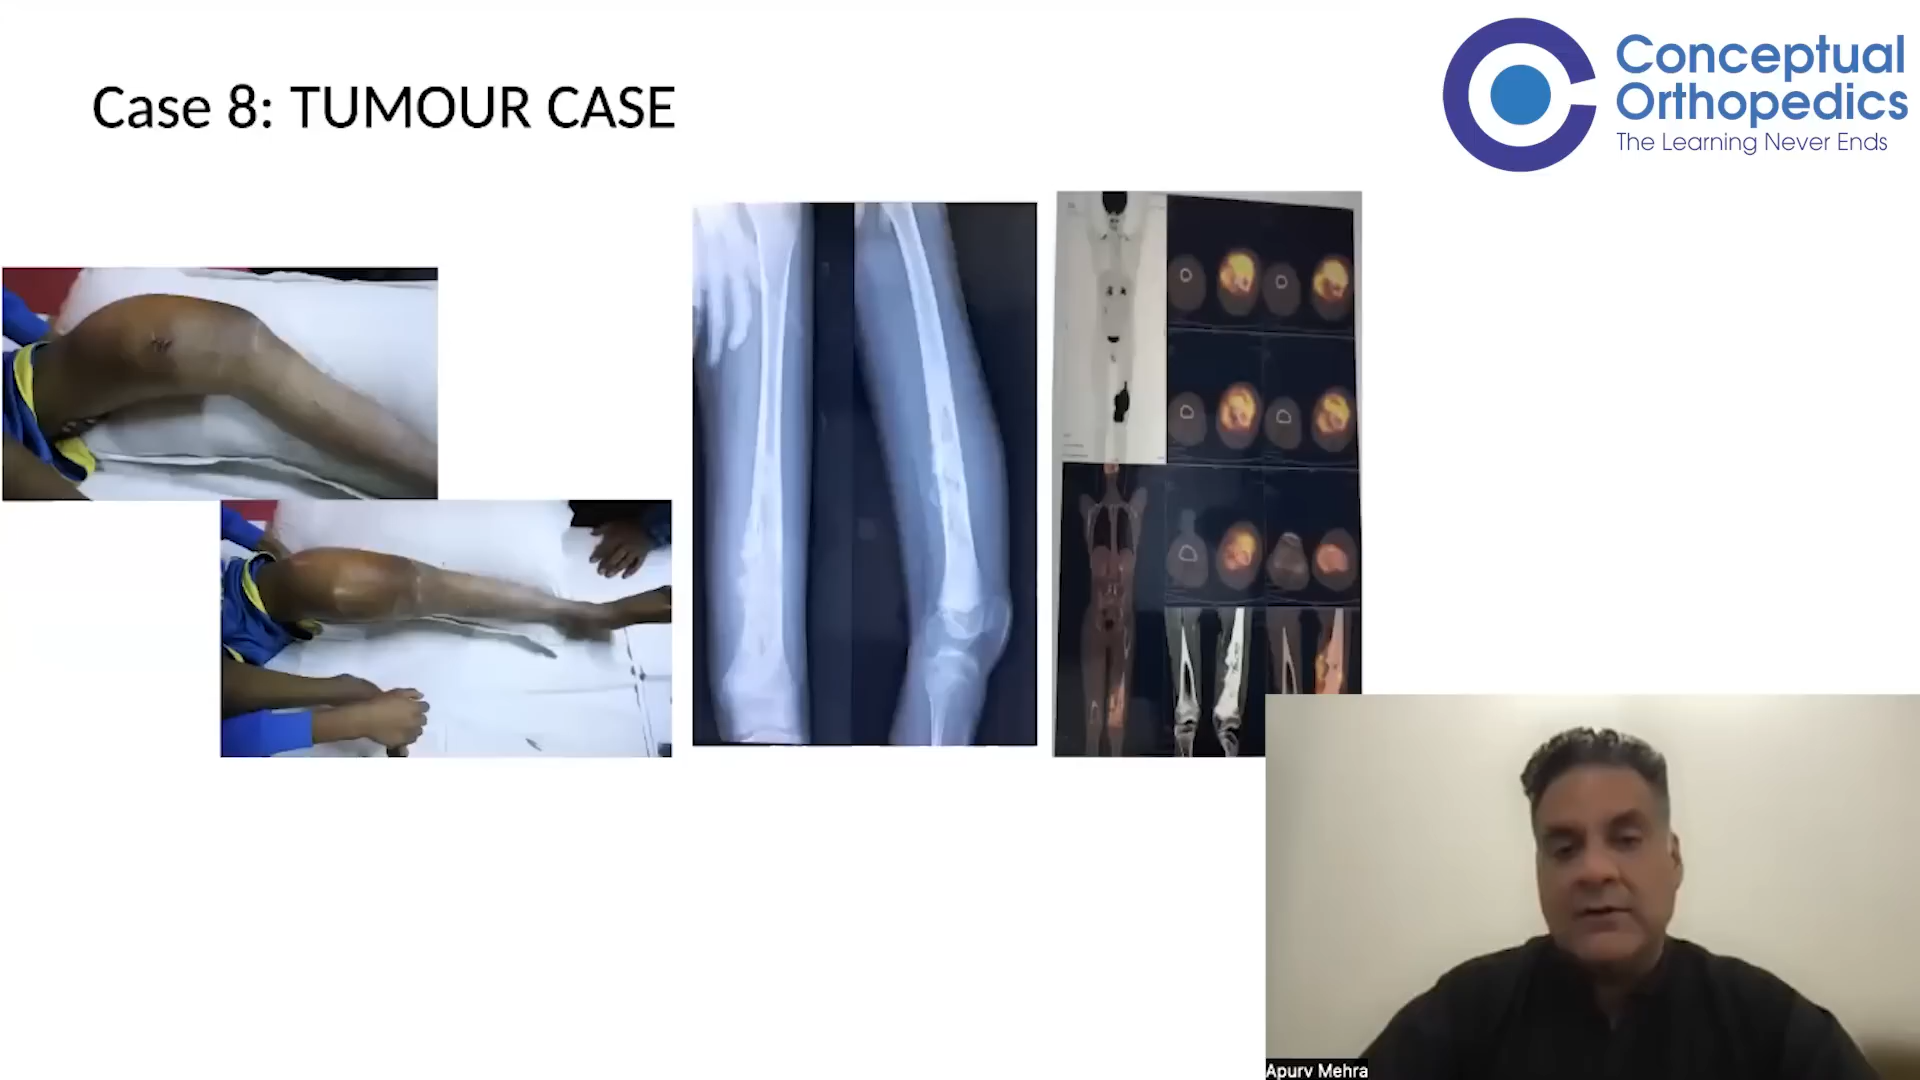 Case 8: TUMOUR CASE
Conceptual
Orthopedics
The Learning Never Ends
Apurv Mehra